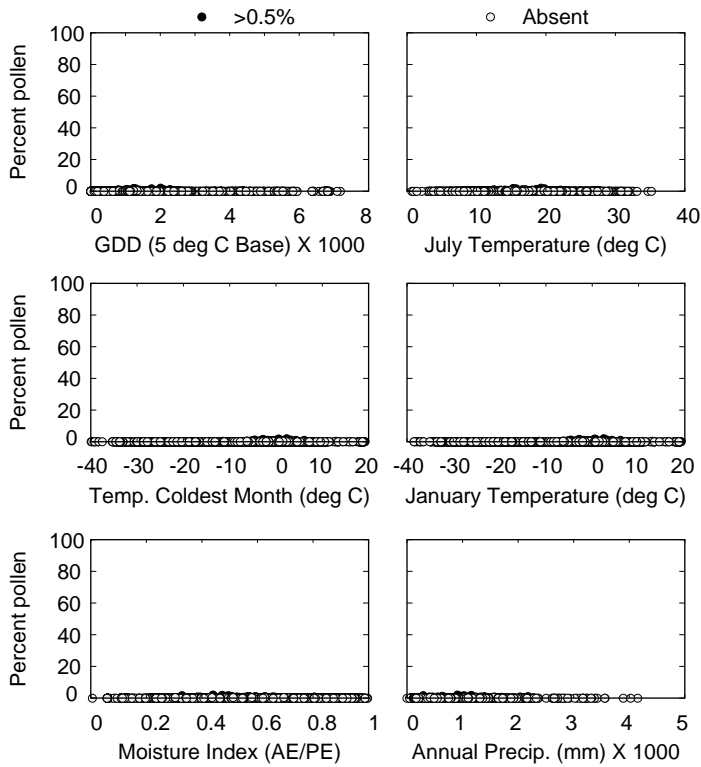 >0.5% Absent
Percent pollen
100
80
60
40
20
0
0 2 4 6 8
GDD (5 deg C Base) X 1000
0 10 20 30 40
July Temperature (deg C)
Percent pollen
100
80
60
40
20
0
-40 -30 -20 -10 0 10 20
Temp. Coldest Month (deg C)
-40 -30 -20 -10 0 10 20
January Temperature (deg C)
Percent pollen
100
80
60
40
20
0
0 0.2 0.4 0.6 0.8 1
Moisture Index (AE/PE)
0 1 2 3 4 5
Annual Precip. (mm) X 1000